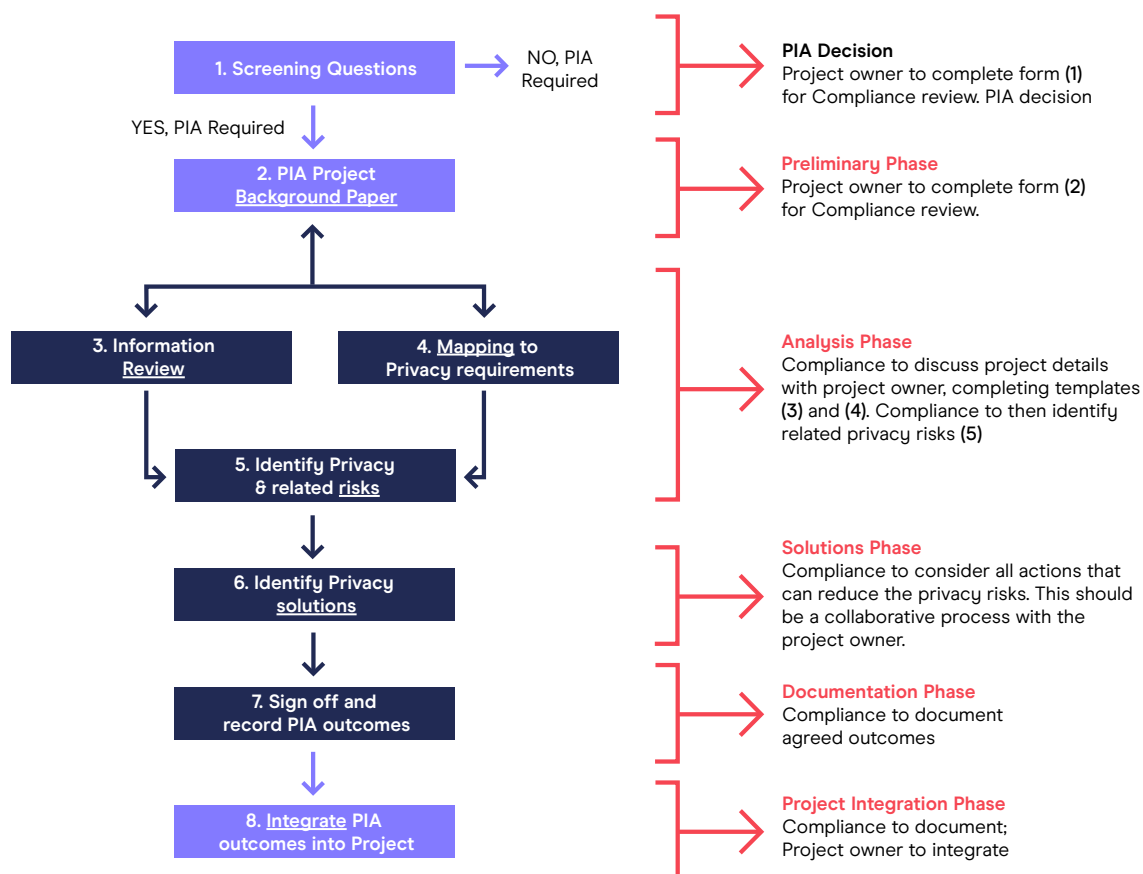 1. Screening Questions
NO, PIA
Required
YES, PIA Required
2. PIA Project
Background Paper
3. Information
Review
4. Mapping to
Privacy requirements
5. Identify Privacy
& related risks
6. Identify Privacy
solutions
7. Sign off and
record PIA outcomes
8. Integrate PIA
outcomes into Project
PIA Decision
Project owner to complete form (1)
for Compliance review. PIA decision
Preliminary Phase
Project owner to complete form (2)
for Compliance review.
Analysis Phase
Compliance to discuss project details
with project owner, completing templates
(3) and (4). Compliance to then identify
related privacy risks (5)
Solutions Phase
Compliance to consider all actions that
can reduce the privacy risks. This should
be a collaborative process with the
project owner.
Documentation Phase
Compliance to document
agreed outcomes
Project Integration Phase
Compliance to document;
Project owner to integrate